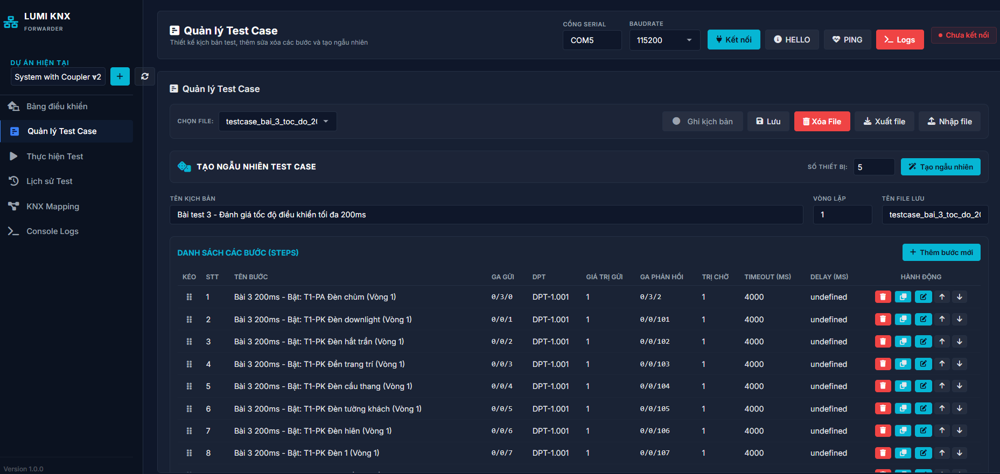 LUMI KNX
FORWARDER
DỰ ÁN HIỆN TẠI
System with Coupler v2
Bảng điều khiển
Quản lý Test Case
Thực hiện Test
Lịch sử Test
KNX Mapping
Console Logs
Version 1.0.0
Quản lý Test Case
Thiết kế kịch bản test, thêm sửa xóa các bước và tạo ngẫu nhiên
CỔNG SERIAL
COM5
BAUDRATE
115200
Kết nối
HELLO
PING
Logs
Chưa kết nối
Quản lý Test Case
CHỌN FILE: testcase_bai_3_toc_do_20
Ghi kịch bản
Lưu
Xóa File
Xuất file
Nhập file
TẠO NGẪU NHIÊN TEST CASE
SỐ THIẾT BỊ: 5
Tạo ngẫu nhiên
TÊN KỊCH BẢN
Bài test 3 - Đánh giá tốc độ điều khiển tối đa 200ms
VÒNG LẶP
1
TÊN FILE LƯU
testcase_bai_3_toc_do_20
DANH SÁCH CÁC BƯỚC (STEPS)
Thêm bước mới
KÉO STT TÊN BƯỚC GA GỬI DPT GIÁ TRỊ GỬI GA PHẢN HỒI TRỊ CHỜ TIMEOUT (MS) DELAY (MS) HÀNH ĐỘNG
1 Bài 3 200ms - Bật: T1-PA Đèn chùm (Vòng 1) 0/3/0 DPT-1.001 1 0/3/2 1 4000 undefined
2 Bài 3 200ms - Bật: T1-PK Đèn downlight (Vòng 1) 0/0/1 DPT-1.001 1 0/0/101 1 4000 undefined
3 Bài 3 200ms - Bật: T1-PK Đèn hắt trần (Vòng 1) 0/0/2 DPT-1.001 1 0/0/102 1 4000 undefined
4 Bài 3 200ms - Bật: T1-PK Đền trang trí (Vòng 1) 0/0/3 DPT-1.001 1 0/0/103 1 4000 undefined
5 Bài 3 200ms - Bật: T1-PK Đèn cầu thang (Vòng 1) 0/0/4 DPT-1.001 1 0/0/104 1 4000 undefined
6 Bài 3 200ms - Bật: T1-PK Đèn tường khách (Vòng 1) 0/0/5 DPT-1.001 1 0/0/105 1 4000 undefined
7 Bài 3 200ms - Bật: T1-PK Đèn hiên (Vòng 1) 0/0/6 DPT-1.001 1 0/0/106 1 4000 undefined
8 Bài 3 200ms - Bật: T1-PK Đèn 1 (Vòng 1) 0/0/7 DPT-1.001 1 0/0/107 1 4000 undefined